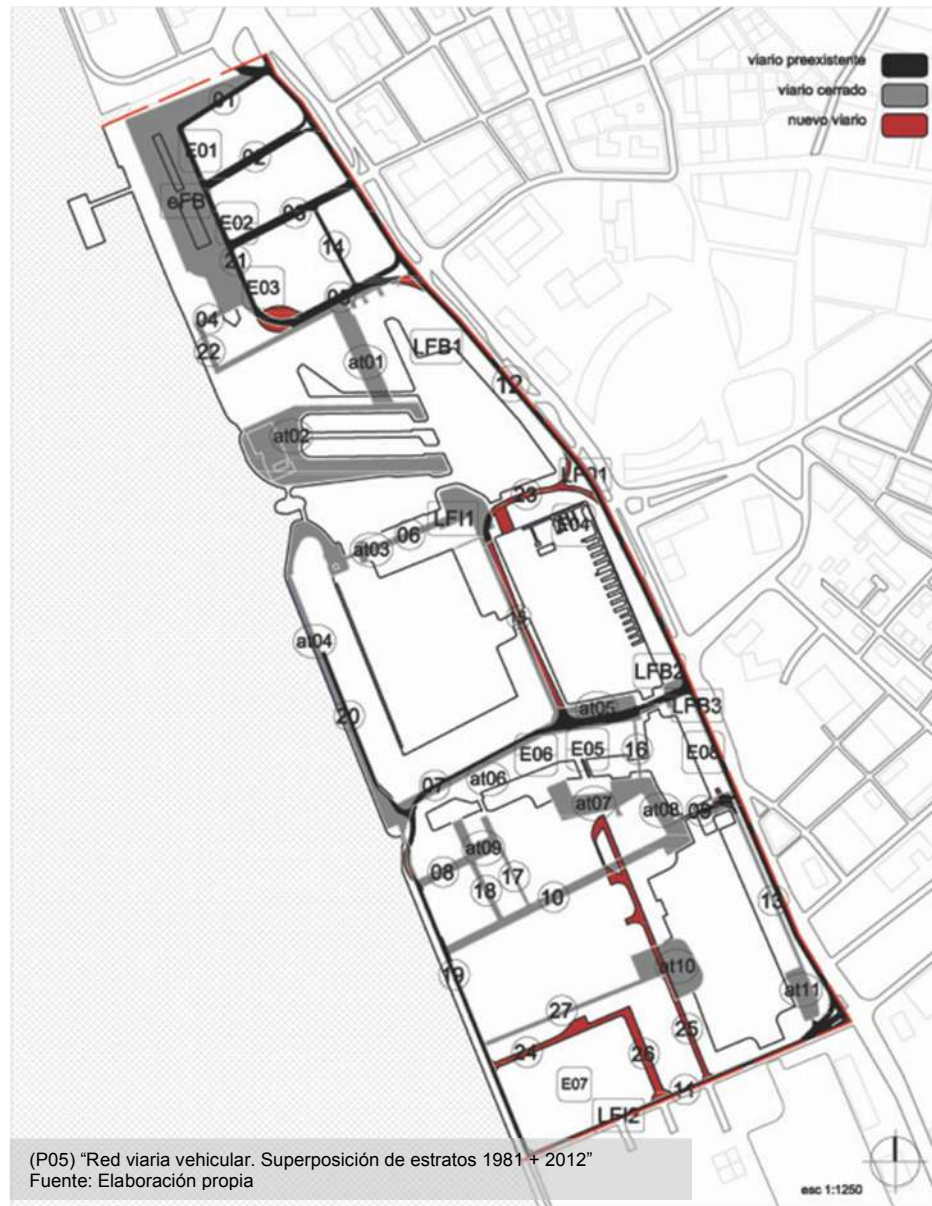 viario preexistente
viario cerrado
nuevo viario
01
E01
02
eFB
E02
03
14
21
E03
04
22
at01
LFB1
12
at02
23
E04
LFI1
06
at03
at04
LFB2
20
at05
LFB3
E06
E05
16
07
at06
at07
at08
09
at09
08
17
18
10
13
19
at10
at11
27
25
24
26
E07
11
LFI2
(P05) “Red viaria vehicular. Superposición de estratos 1981 + 2012”
Fuente: Elaboración propia
esc 1:1250